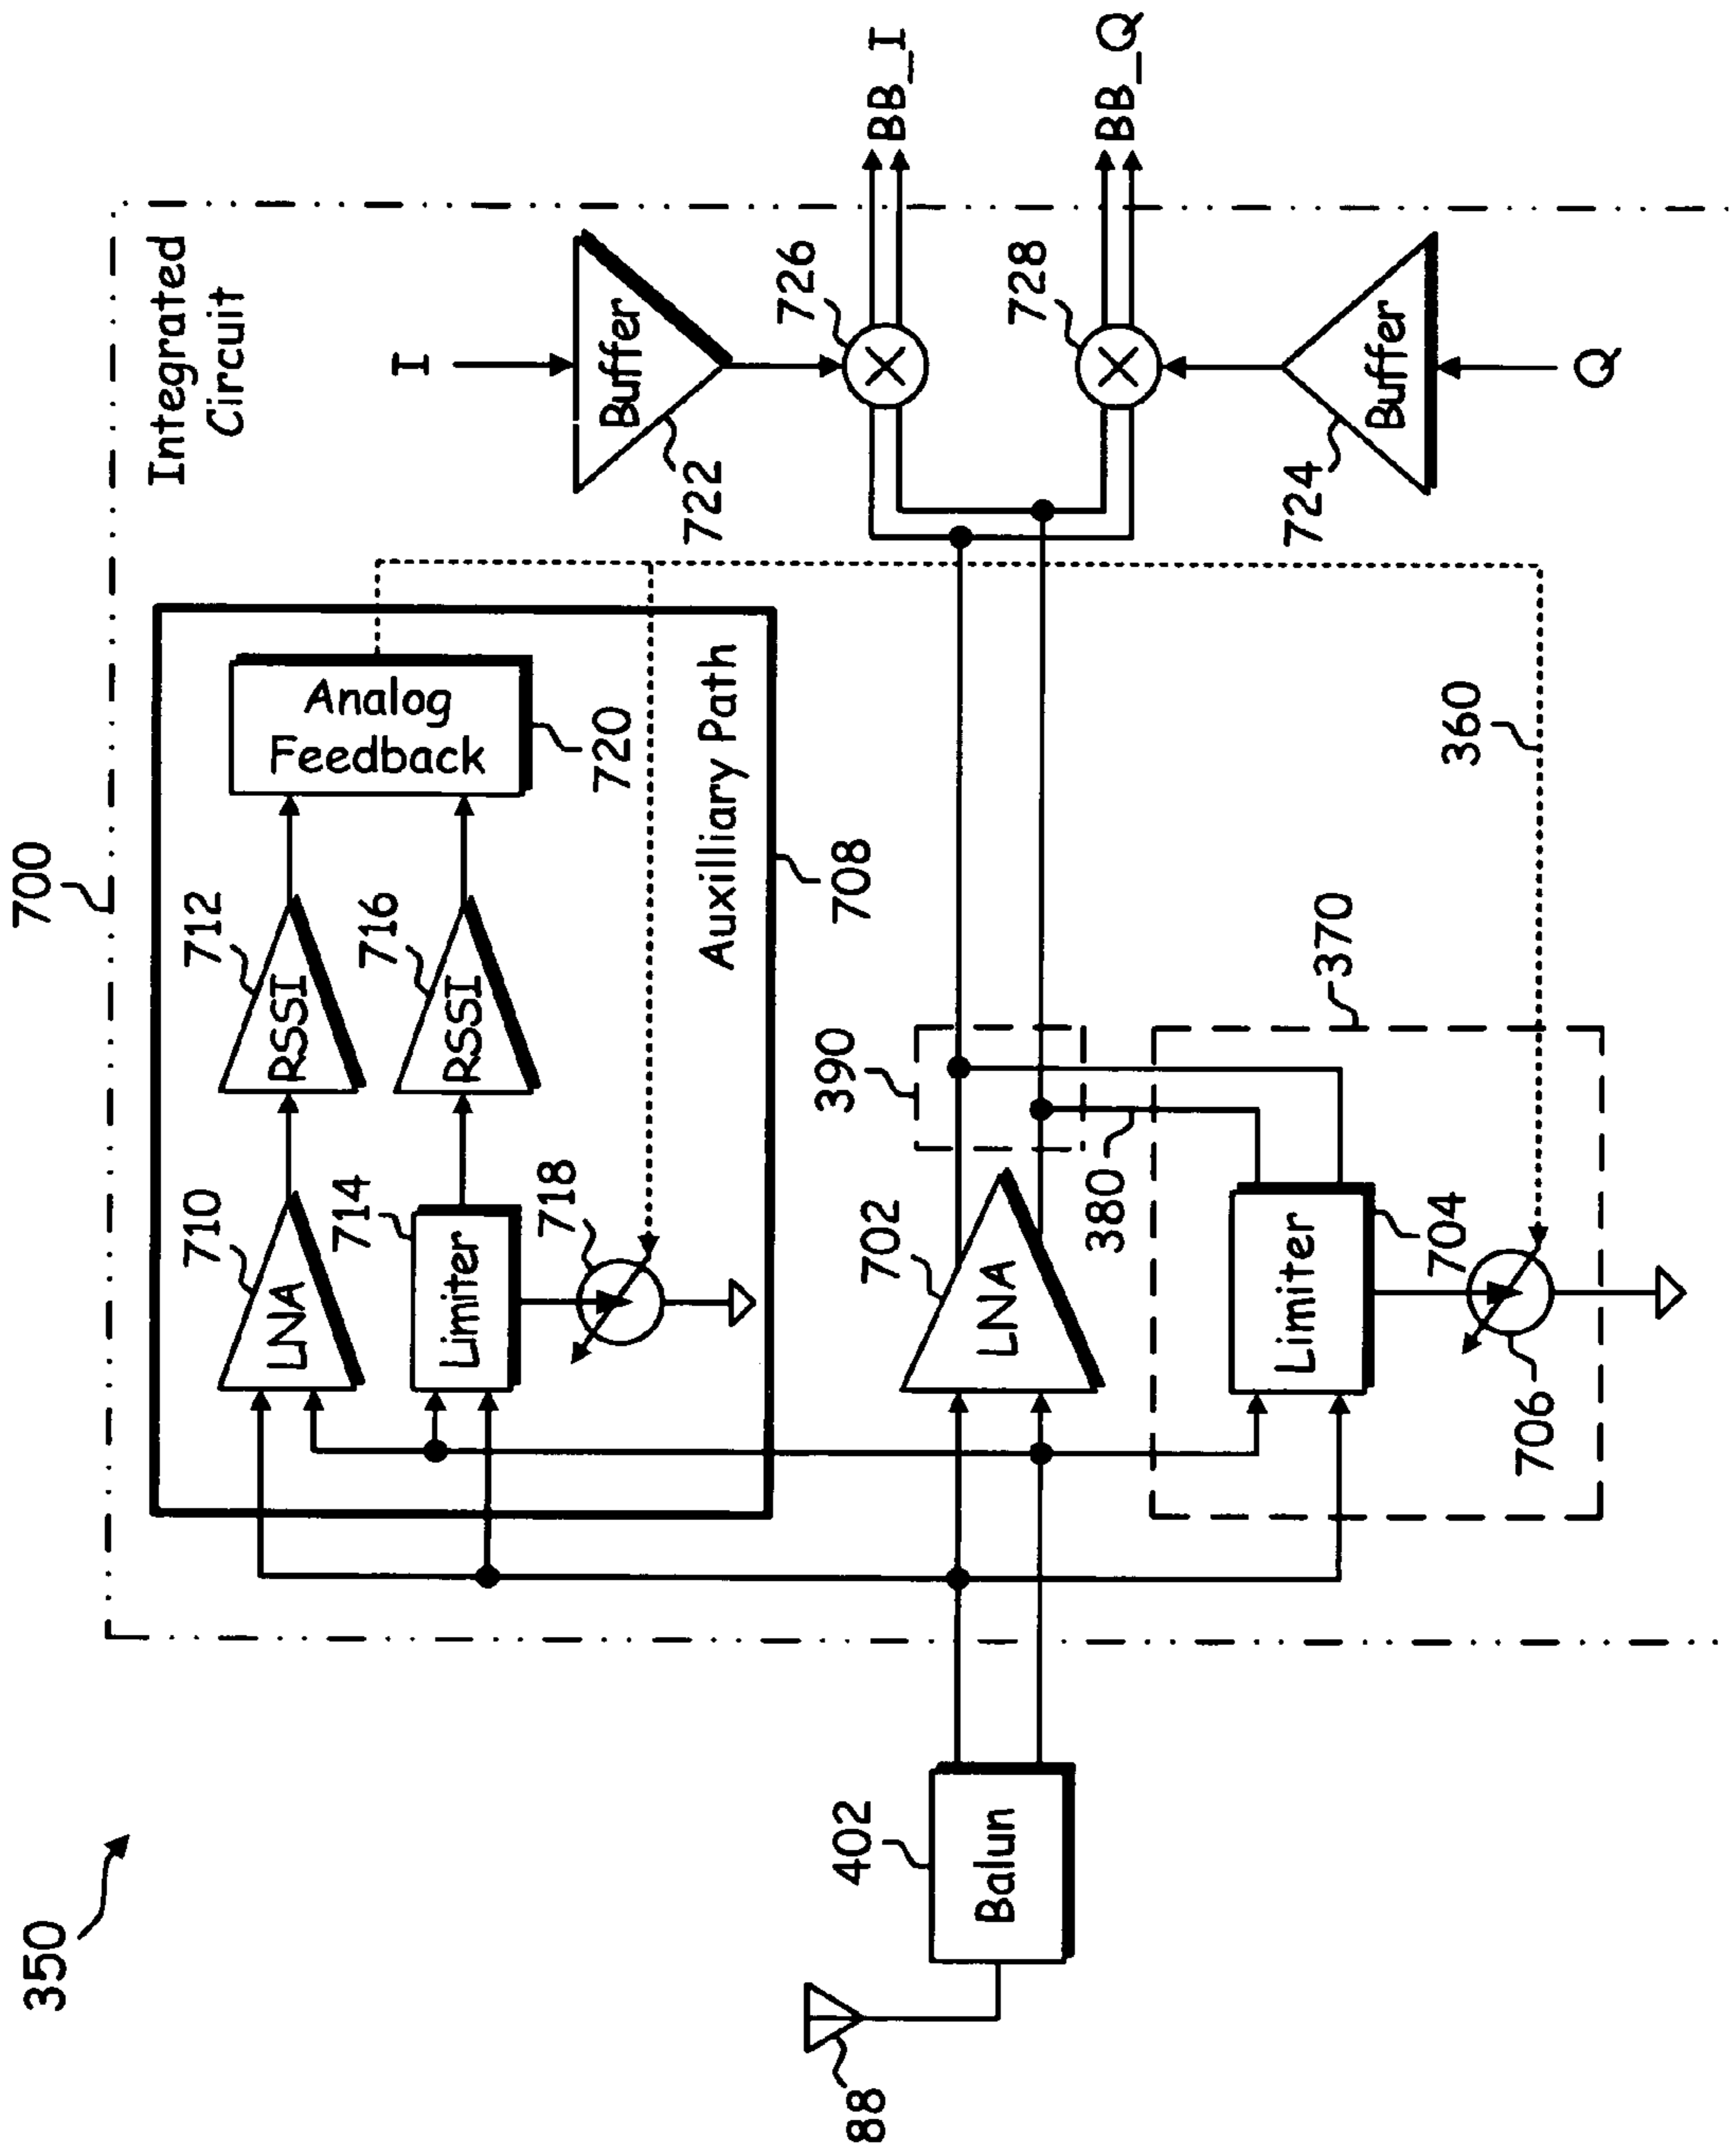 350
700
Integrated
Circuit
710
LNA
712
RSSI
714
Limiter
716
RSSI
718
Analog
Feedback
720
Auxilliary Path
708
I
Buffer
722
726
BB_I
88
402
Balun
702
LNA
390
380
728
BB_Q
370
Limiter
704
706
360
724
Buffer
Q